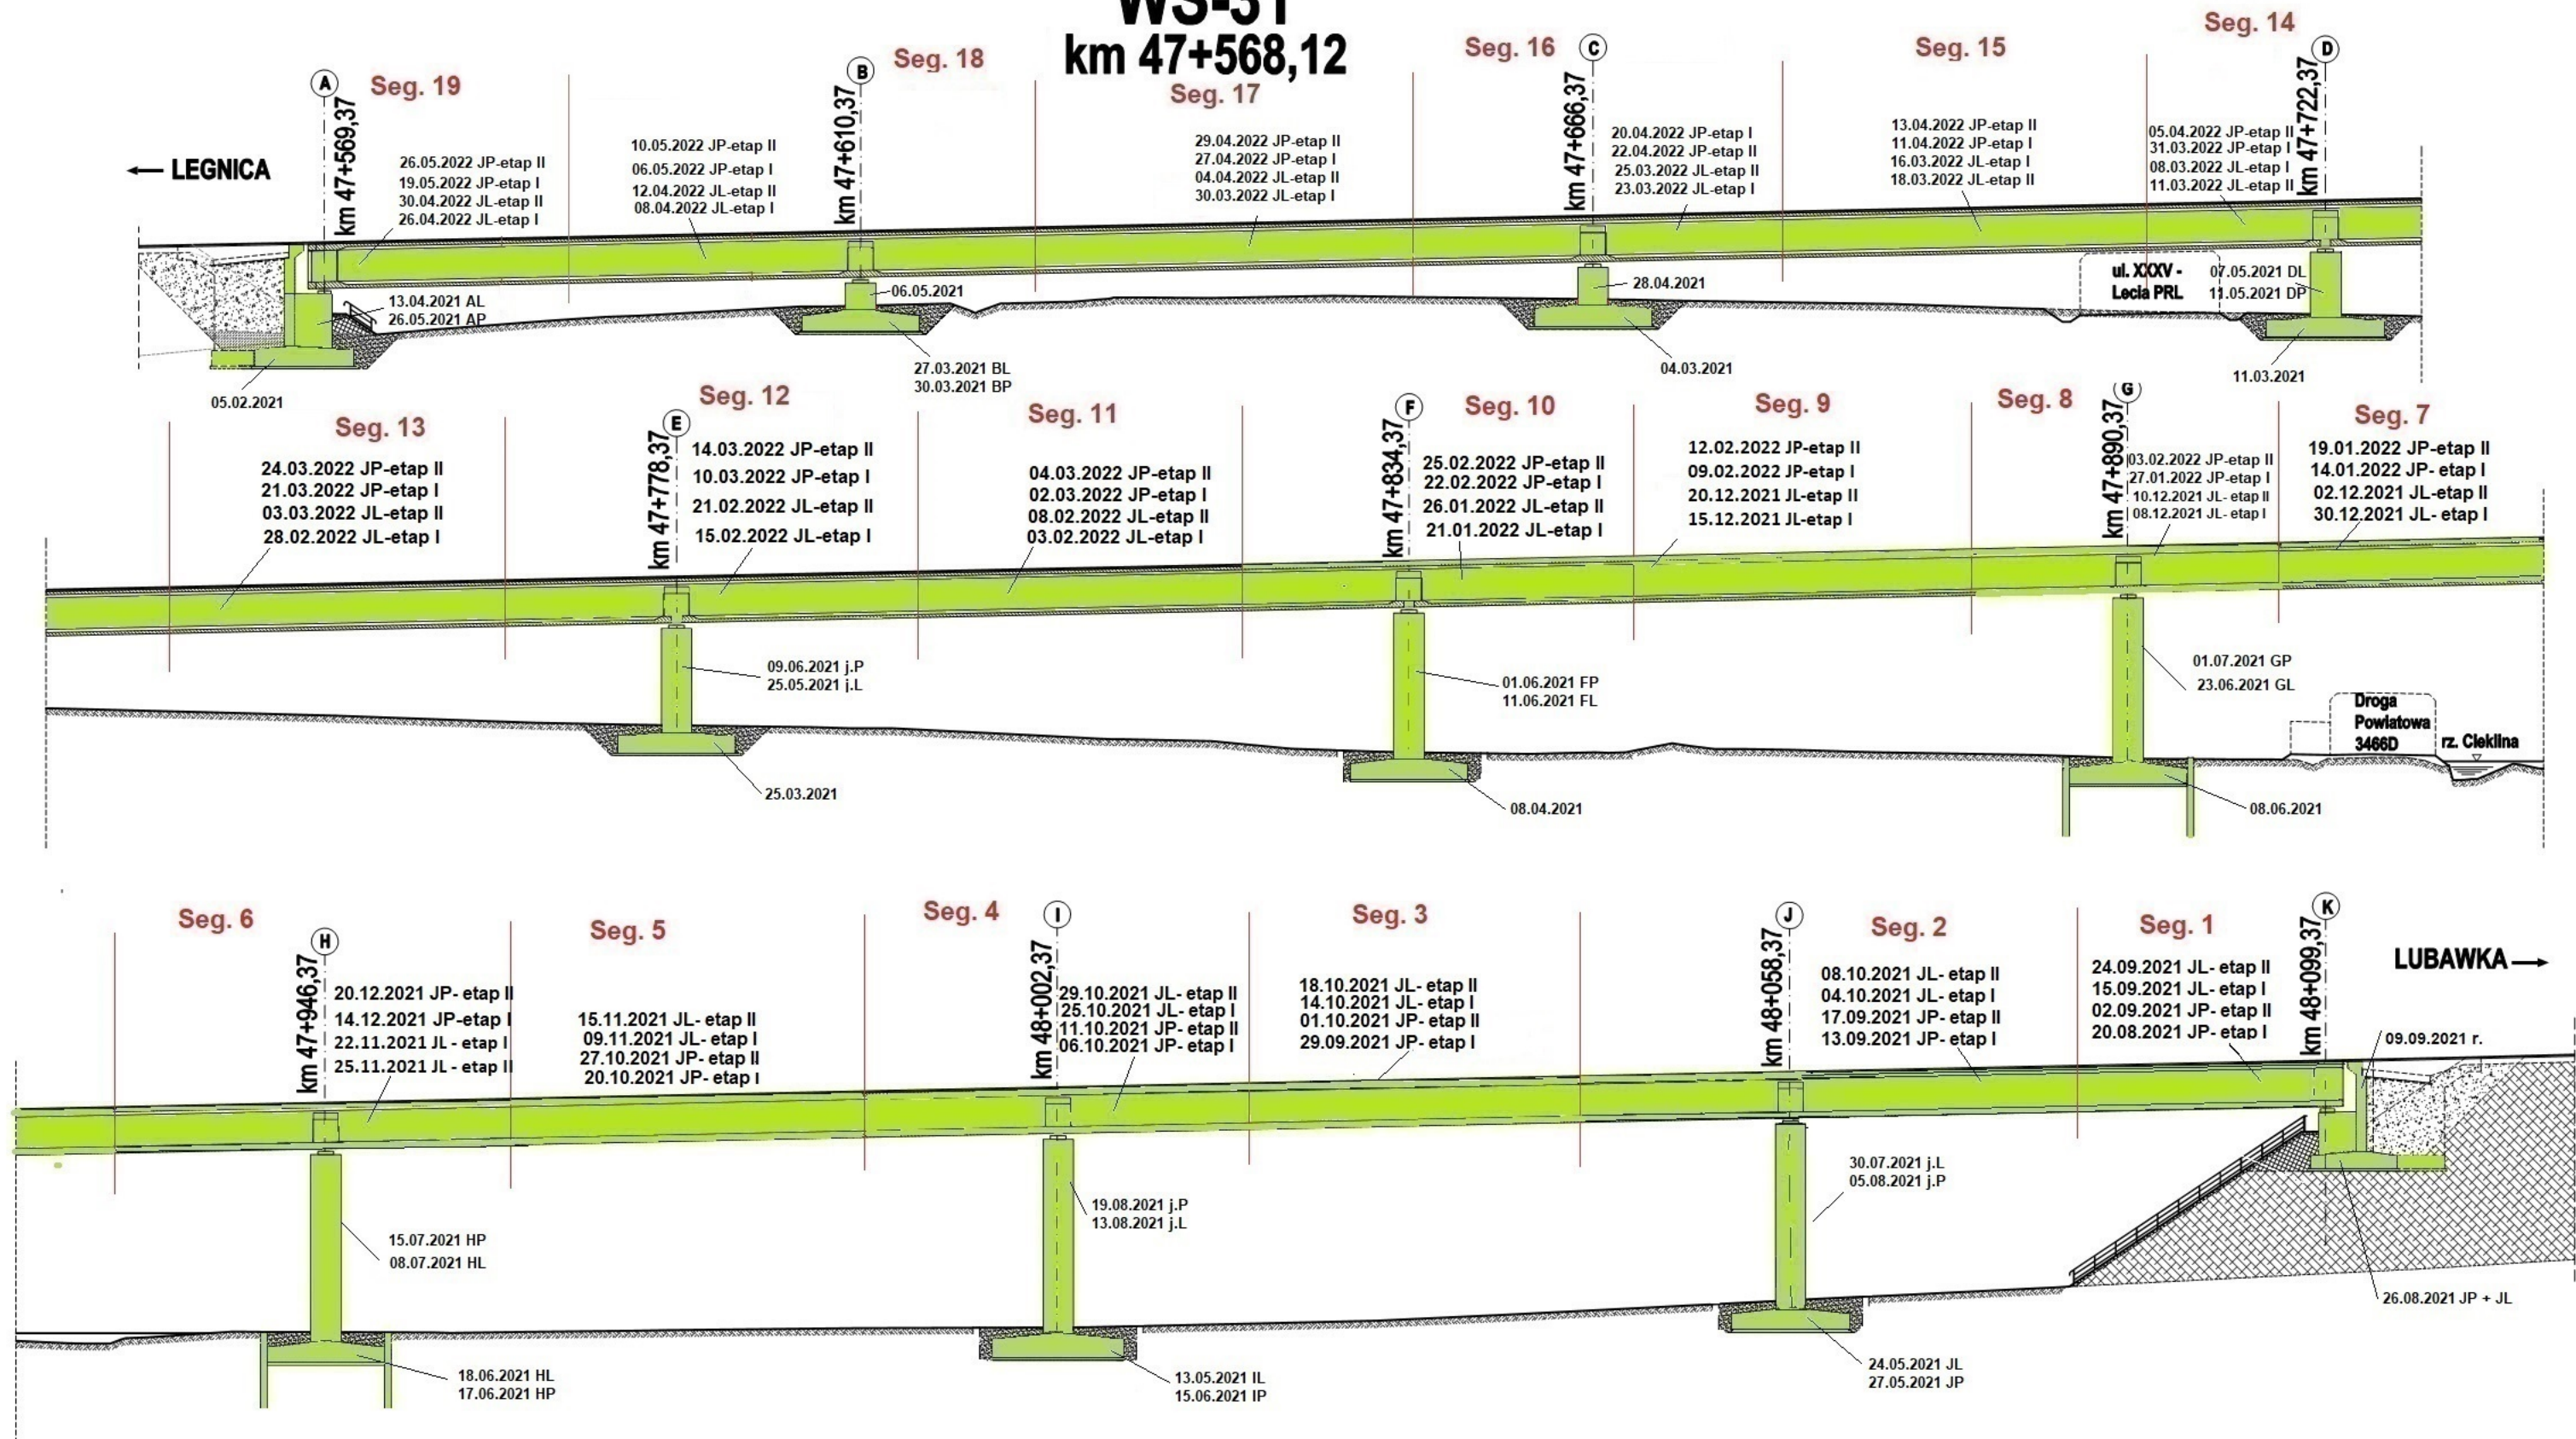 WS-31
km 47+568,12
Seg. 19
Seg. 18
Seg. 17
Seg. 16
Seg. 15
Seg. 14
A
km 47+569,37
B
km 47+610,37
C
km 47+666,37
D
km 47+722,37
← LEGNICA
26.05.2022 JP-etap II
19.05.2022 JP-etap I
30.04.2022 JL-etap II
26.04.2022 JL-etap I
10.05.2022 JP-etap II
06.05.2022 JP-etap I
12.04.2022 JL-etap II
08.04.2022 JL-etap I
29.04.2022 JP-etap II
27.04.2022 JP-etap I
04.04.2022 JL-etap II
30.03.2022 JL-etap I
20.04.2022 JP-etap I
22.04.2022 JP-etap II
25.03.2022 JL-etap II
23.03.2022 JL-etap I
13.04.2022 JP-etap II
11.04.2022 JP-etap I
16.03.2022 JL-etap I
18.03.2022 JL-etap II
05.04.2022 JP-etap II
31.03.2022 JP-etap I
08.03.2022 JL-etap I
11.03.2022 JL-etap II
13.04.2021 AL
26.05.2021 AP
05.02.2021
06.05.2021
27.03.2021 BL
30.03.2021 BP
28.04.2021
04.03.2021
ul. XXXV -
Lecia PRL
07.05.2021 DL
11.05.2021 DP
11.03.2021
Seg. 13
Seg. 12
Seg. 11
Seg. 10
Seg. 9
Seg. 8
Seg. 7
E
km 47+778,37
F
km 47+834,37
G
km 47+890,37
24.03.2022 JP-etap II
21.03.2022 JP-etap I
03.03.2022 JL-etap II
28.02.2022 JL-etap I
14.03.2022 JP-etap II
10.03.2022 JP-etap I
21.02.2022 JL-etap II
15.02.2022 JL-etap I
04.03.2022 JP-etap II
02.03.2022 JP-etap I
08.02.2022 JL-etap II
03.02.2022 JL-etap I
25.02.2022 JP-etap II
22.02.2022 JP-etap I
26.01.2022 JL-etap II
21.01.2022 JL-etap I
12.02.2022 JP-etap II
09.02.2022 JP-etap I
20.12.2021 JL-etap II
15.12.2021 JL-etap I
03.02.2022 JP-etap II
27.01.2022 JP-etap I
10.12.2021 JL- etap II
08.12.2021 JL- etap I
19.01.2022 JP-etap II
14.01.2022 JP- etap I
02.12.2021 JL-etap II
30.12.2021 JL- etap I
09.06.2021 j.P
25.05.2021 j.L
25.03.2021
01.06.2021 FP
11.06.2021 FL
08.04.2021
01.07.2021 GP
23.06.2021 GL
08.06.2021
Droga
Powiatowa
3466D
rz. Cieklina
Seg. 6
Seg. 5
Seg. 4
Seg. 3
Seg. 2
Seg. 1
H
km 47+946,37
I
km 48+002,37
J
km 48+058,37
K
km 48+099,37
LUBAWKA →
20.12.2021 JP- etap II
14.12.2021 JP-etap I
22.11.2021 JL - etap I
25.11.2021 JL - etap II
15.11.2021 JL- etap II
09.11.2021 JL- etap I
27.10.2021 JP- etap II
20.10.2021 JP- etap I
29.10.2021 JL- etap II
25.10.2021 JL- etap I
11.10.2021 JP- etap II
06.10.2021 JP- etap I
18.10.2021 JL- etap II
14.10.2021 JL- etap I
01.10.2021 JP- etap II
29.09.2021 JP- etap I
08.10.2021 JL- etap II
04.10.2021 JL- etap I
17.09.2021 JP- etap II
13.09.2021 JP- etap I
24.09.2021 JL- etap II
15.09.2021 JL- etap I
02.09.2021 JP- etap II
20.08.2021 JP- etap I
09.09.2021 r.
15.07.2021 HP
08.07.2021 HL
18.06.2021 HL
17.06.2021 HP
19.08.2021 j.P
13.08.2021 j.L
13.05.2021 IL
15.06.2021 IP
30.07.2021 j.L
05.08.2021 j.P
24.05.2021 JL
27.05.2021 JP
26.08.2021 JP + JL